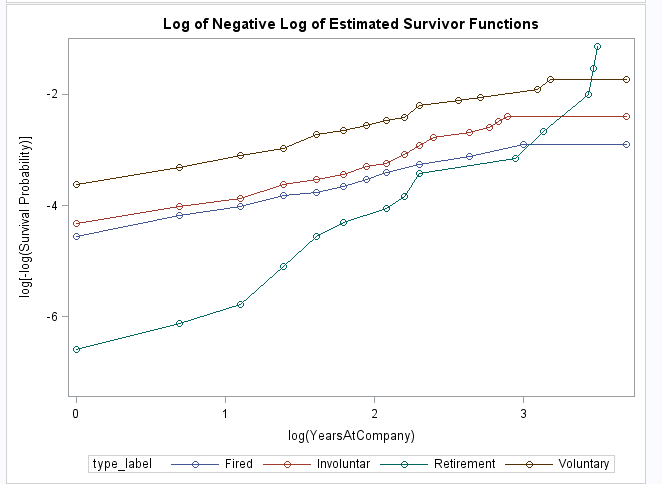 Log of Negative Log of Estimated Survivor Functions
log[-log(Survival Probability)]
-2
-4
-6
0 1 2 3
log(YearsAtCompany)
type_label Fired Involuntar Retirement Voluntary